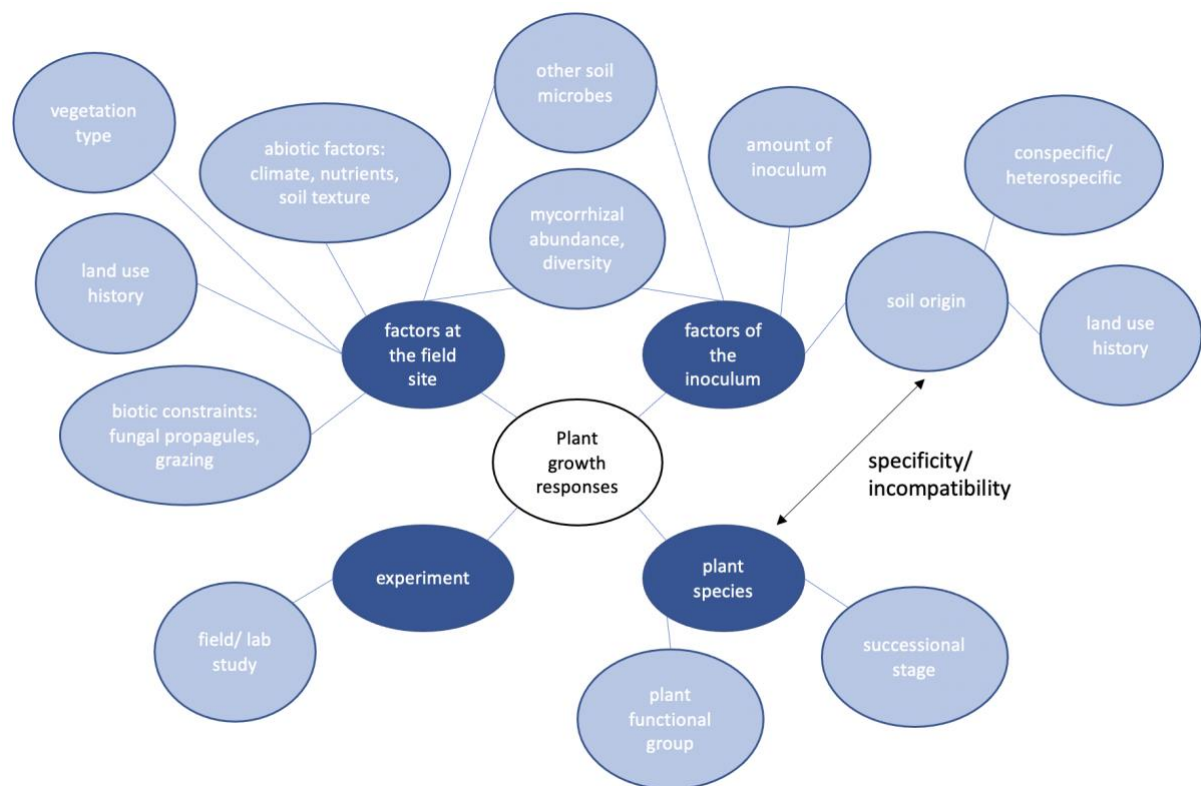 other soil
microbes
vegetation
type
abiotic factors:
climate, nutrients,
soil texture
amount of
inoculum
conspecific/
heterospecific
mycorrhizal
abundance,
diversity
land use
history
soil origin
land use
history
factors at
the field
site
factors of
the
inoculum
biotic constraints:
fungal propagules,
grazing
Plant
growth
responses
specificity/
incompatibility
experiment
plant
species
field/ lab
study
successional
stage
plant
functional
group